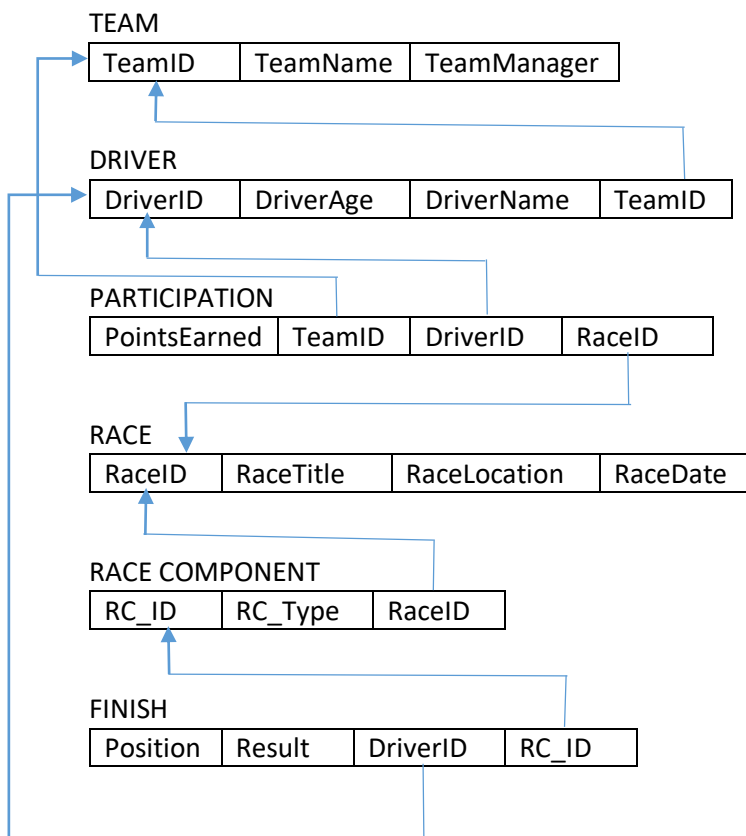 TEAM
TeamID TeamName TeamManager
DRIVER
DriverID DriverAge DriverName TeamID
PARTICIPATION
PointsEarned TeamID DriverID RaceID
RACE
RaceID RaceTitle RaceLocation RaceDate
RACE COMPONENT
RC_ID RC_Type RaceID
FINISH
Position Result DriverID RC_ID